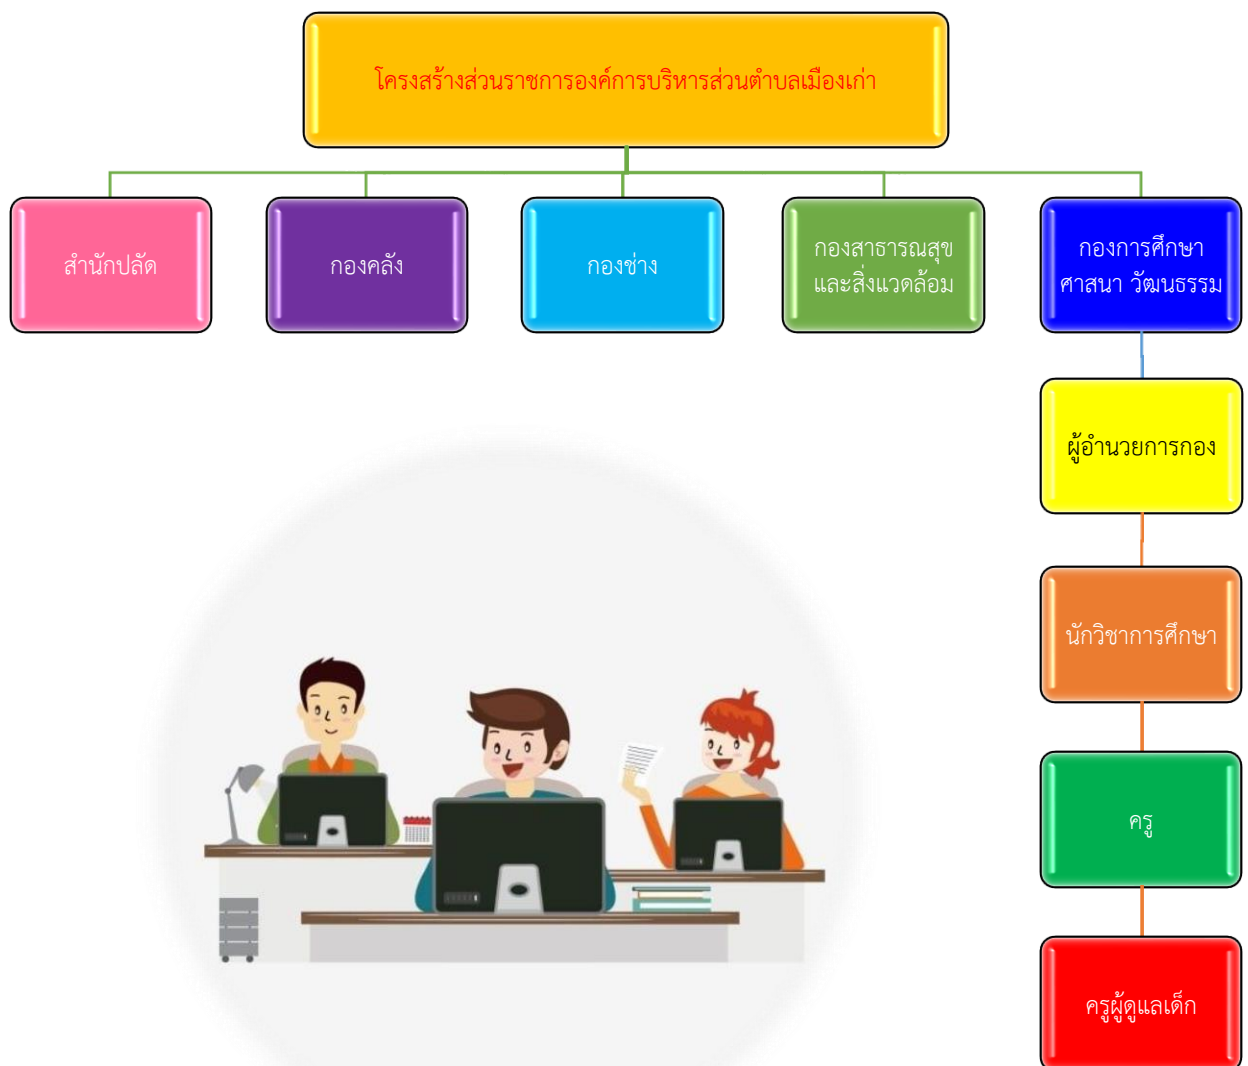 โครงสร้างส่วนราชการองค์การบริหารส่วนตำบลเมืองเก่า
สำนักปลัด
กองคลัง
กองช่าง
กองสาธารณสุข
และสิ่งแวดล้อม
กองการศึกษา
ศาสนา วัฒนธรรม
ผู้อำนวยการกอง
นักวิชาการศึกษา
ครู
ครูผู้ดูแลเด็ก